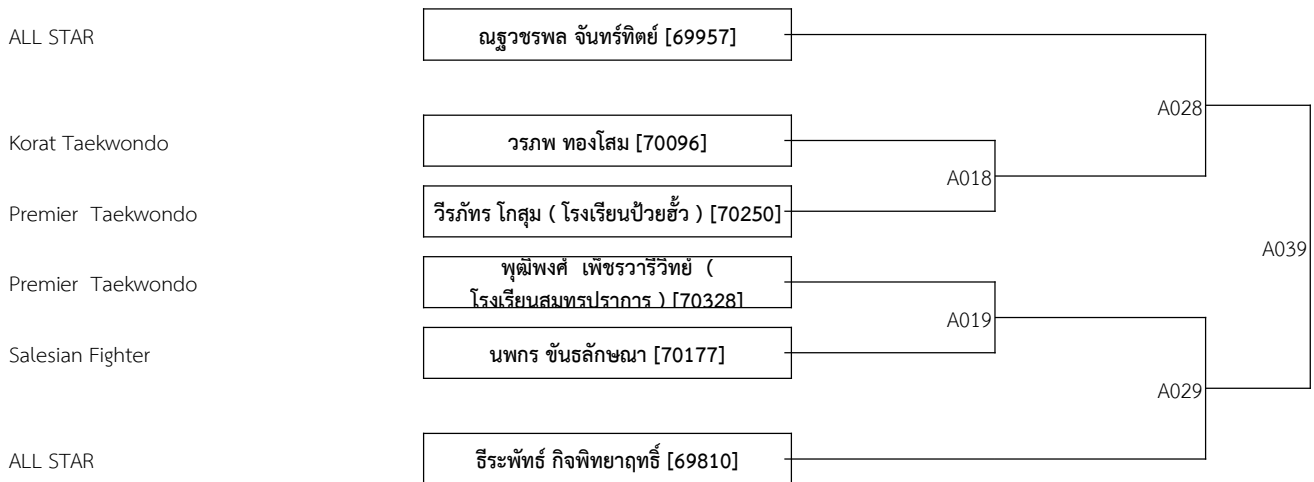 ALL STAR
ณฐวชรพล จันทร์ทิตย์ [69957]
A028
Korat Taekwondo
วรภพ ทองโสม [70096]
A018
Premier Taekwondo
วีรภัทร โกสุม ( โรงเรียนป้วยฮั้ว ) [70250]
A039
Premier Taekwondo
พุฒิพงศ์ เพ็ชรวารีวิทย์ (
โรงเรียนสมุทรปราการ ) [70328]
A019
Salesian Fighter
นพกร ขันธลักษณา [70177]
A029
ALL STAR
ธีระพัทธ์ กิจพิทยาฤทธิ์ [69810]